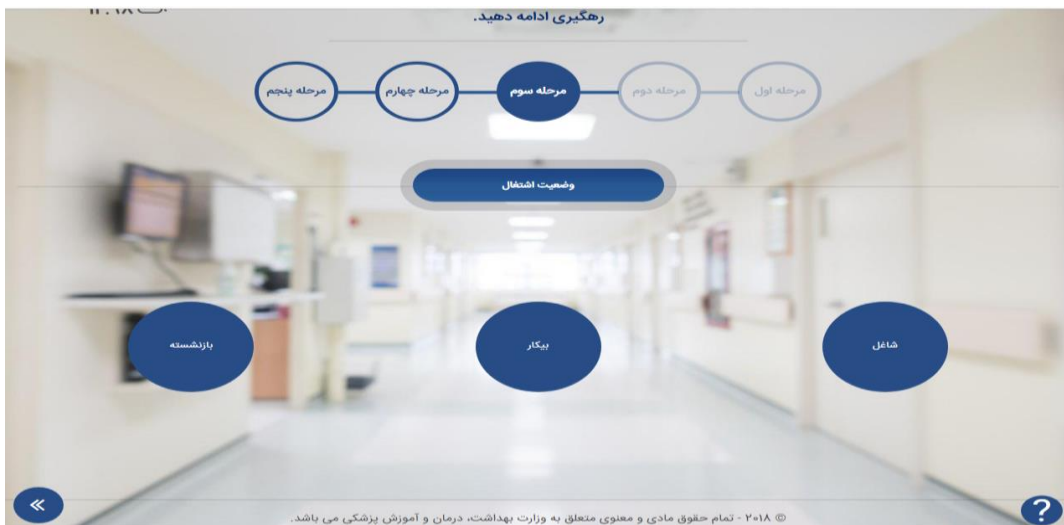 رهگیری ادامه دهید.
مرحله اول
مرحله دوم
مرحله سوم
مرحله چهارم
مرحله پنجم
وضعیت اشتغال
شاغل
بیکار
بازنشسته
»
?
© ۲۰۱۸ - تمام حقوق مادی و معنوی متعلق به وزارت بهداشت، درمان و آموزش پزشکی می باشد.